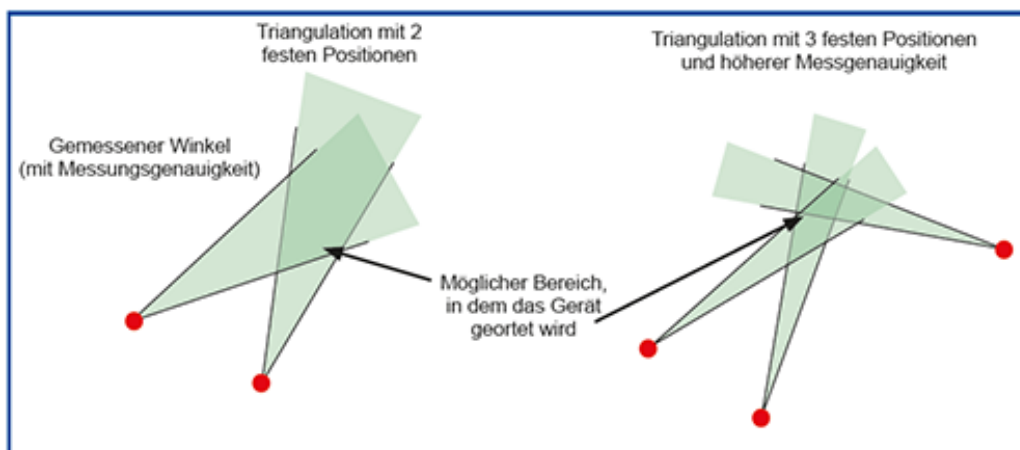 Triangulation mit 2
festen Positionen
Triangulation mit 3 festen Positionen
und höherer Messgenauigkeit
Gemessener Winkel
(mit Messungsgenauigkeit)
Möglicher Bereich,
in dem das Gerät
geortet wird